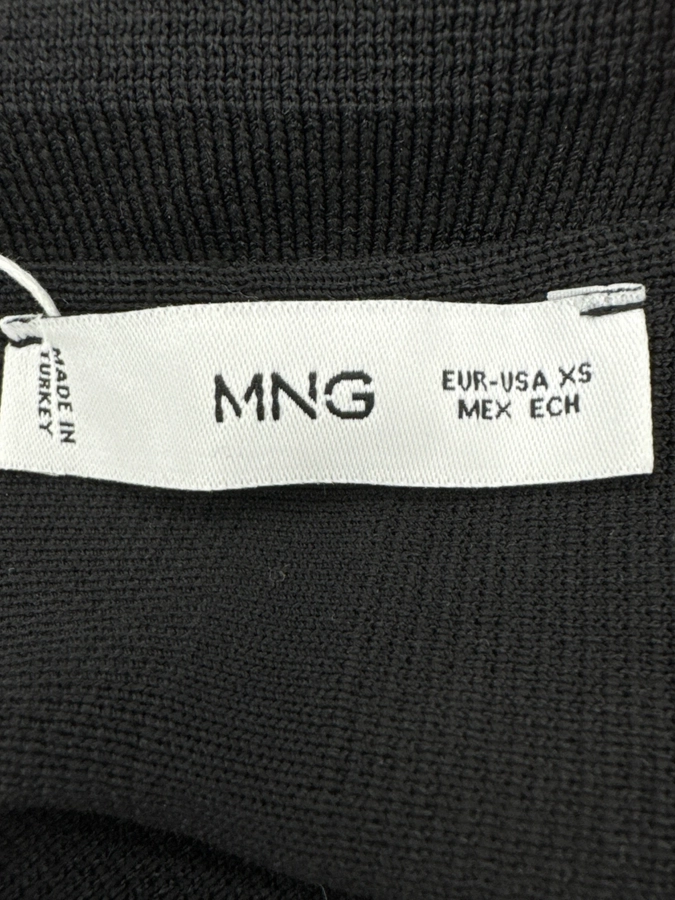 MADE IN
TURKEY
MNG
EUR-USA XS
MEX ECH